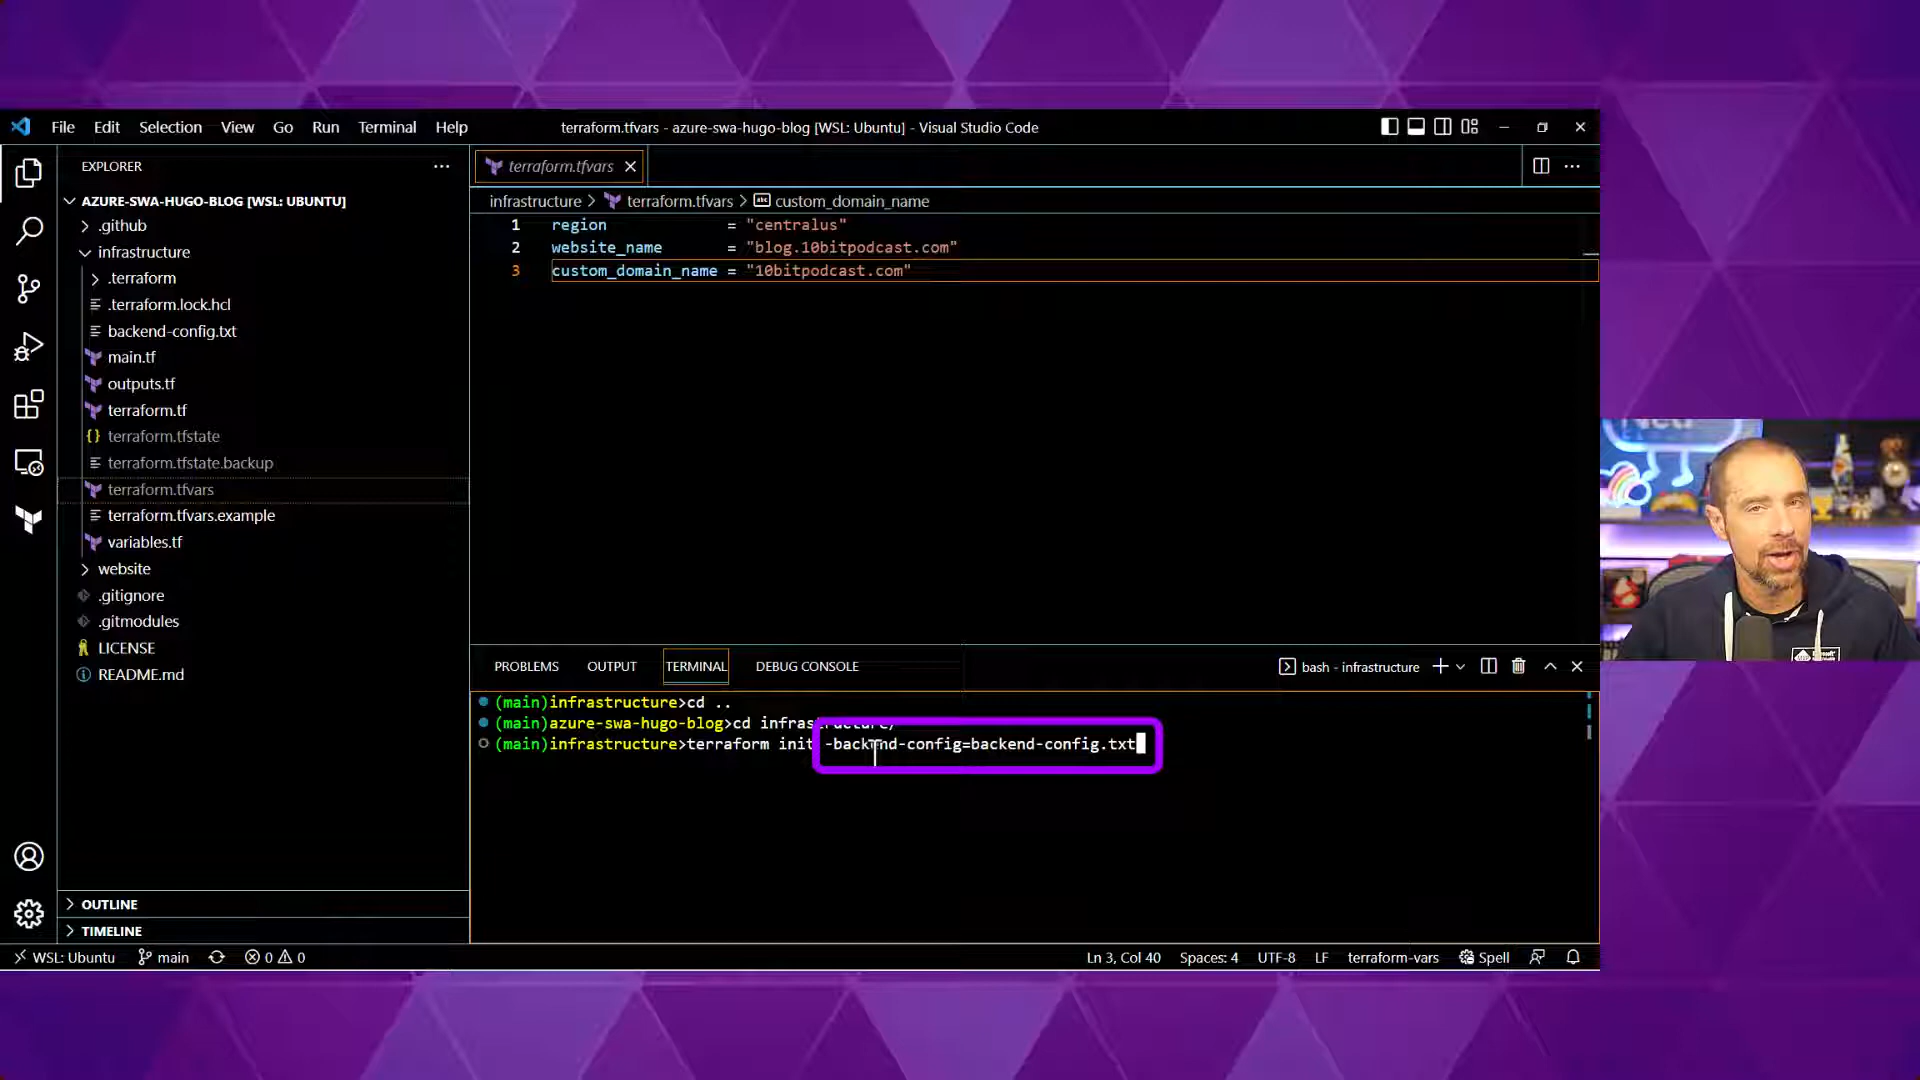 File Edit Selection View Go Run Terminal Help
terraform.tfvars - azure-swa-hugo-blog [WSL: Ubuntu] - Visual Studio Code
EXPLORER
AZURE-SWA-HUGO-BLOG [WSL: UBUNTU]
.github
infrastructure
.terraform
.terraform.lock.hcl
backend-config.txt
main.tf
outputs.tf
terraform.tf
terraform.tfstate
terraform.tfstate.backup
terraform.tfvars
terraform.tfvars.example
variables.tf
website
.gitignore
.gitmodules
LICENSE
README.md
OUTLINE
TIMELINE
terraform.tfvars
infrastructure > terraform.tfvars > custom_domain_name
1 region = "centralus"
2 website_name = "blog.10bitpodcast.com"
3 custom_domain_name = "10bitpodcast.com"
PROBLEMS OUTPUT TERMINAL DEBUG CONSOLE
bash - infrastructure
(main)infrastructure>cd ..
(main)azure-swa-hugo-blog>cd infrastructure/
(main)infrastructure>terraform init -backend-config=backend-config.txt
WSL: Ubuntu main 0 0
Ln 3, Col 40 Spaces: 4 UTF-8 LF terraform-vars Spell